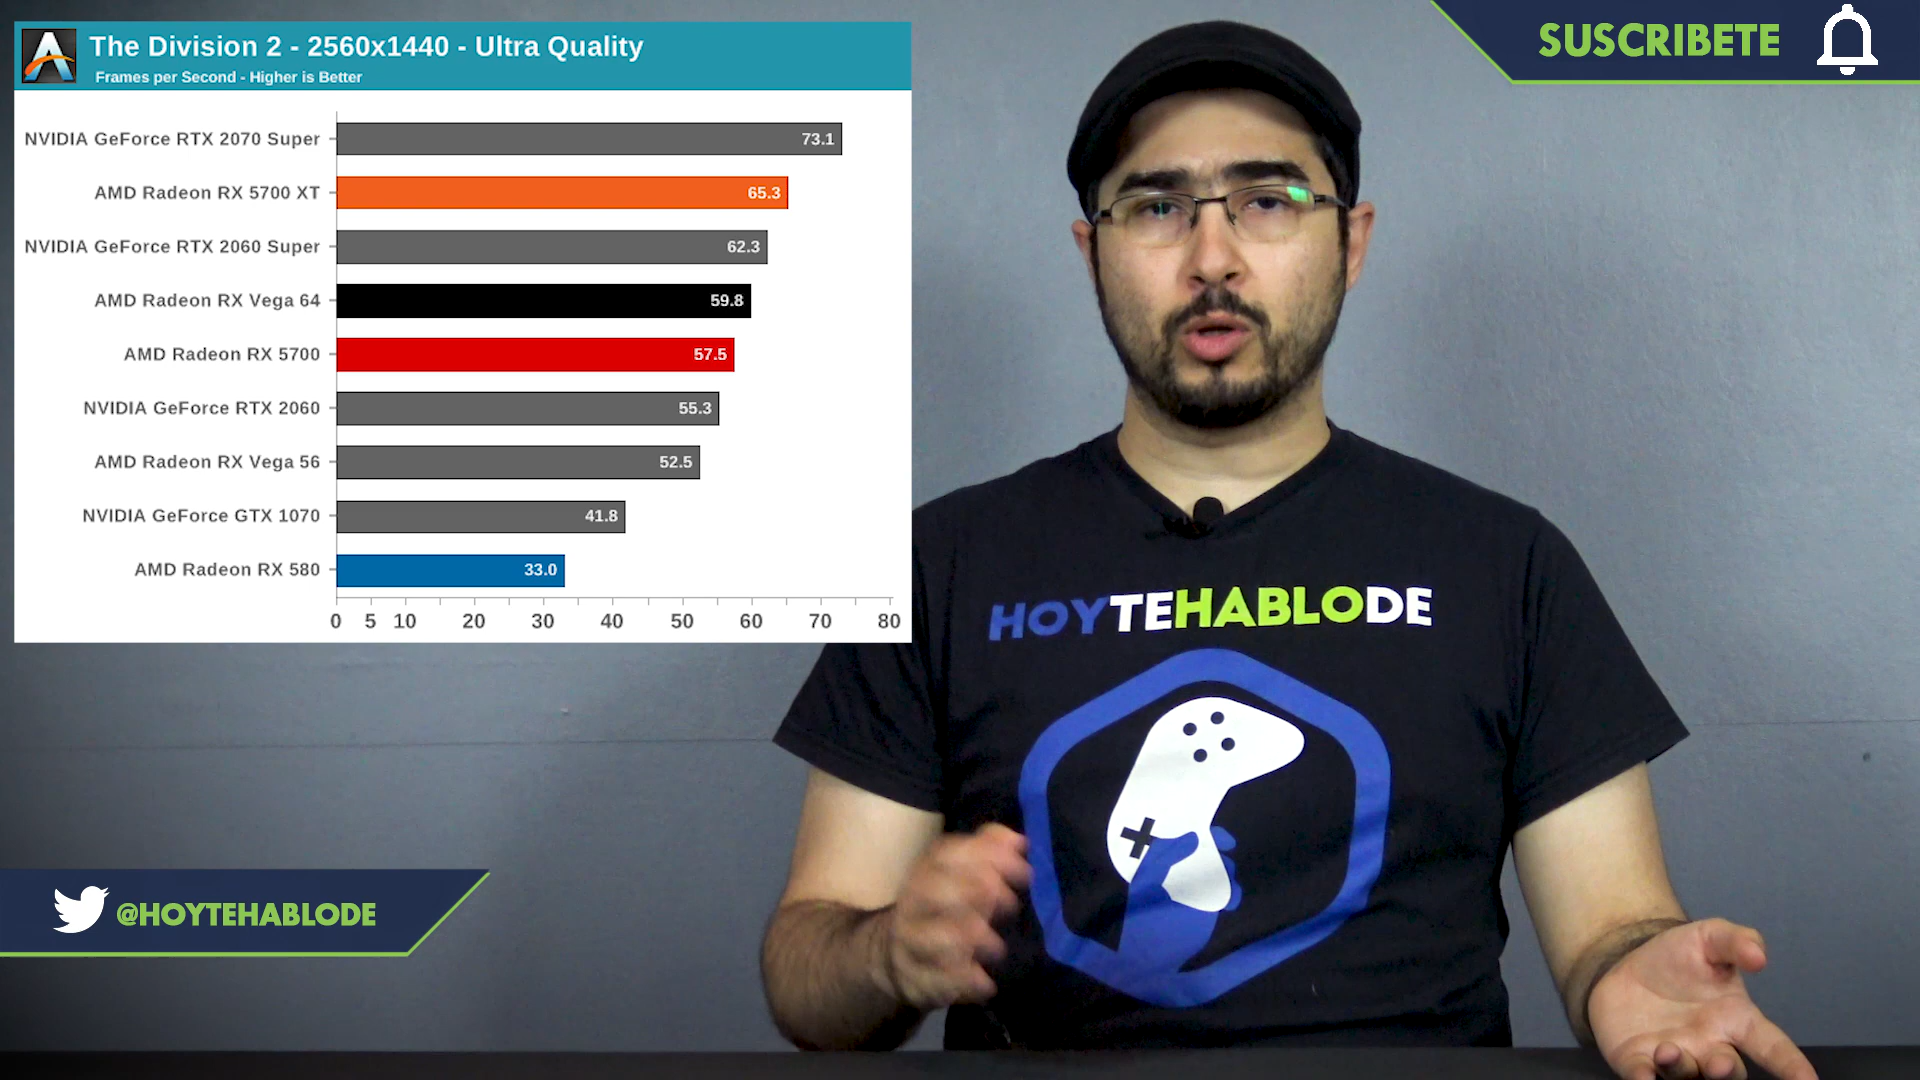 The Division 2 - 2560x1440 - Ultra Quality
Frames per Second - Higher is Better
NVIDIA GeForce RTX 2070 Super 73.1
AMD Radeon RX 5700 XT 65.3
NVIDIA GeForce RTX 2060 Super 62.3
AMD Radeon RX Vega 64 59.8
AMD Radeon RX 5700 57.5
NVIDIA GeForce RTX 2060 55.3
AMD Radeon RX Vega 56 52.5
NVIDIA GeForce GTX 1070 41.8
AMD Radeon RX 580 33.0
0 5 10 20 30 40 50 60 70 80
SUSCRIBETE
HOYTEHABLODE
@HOYTEHABLODE